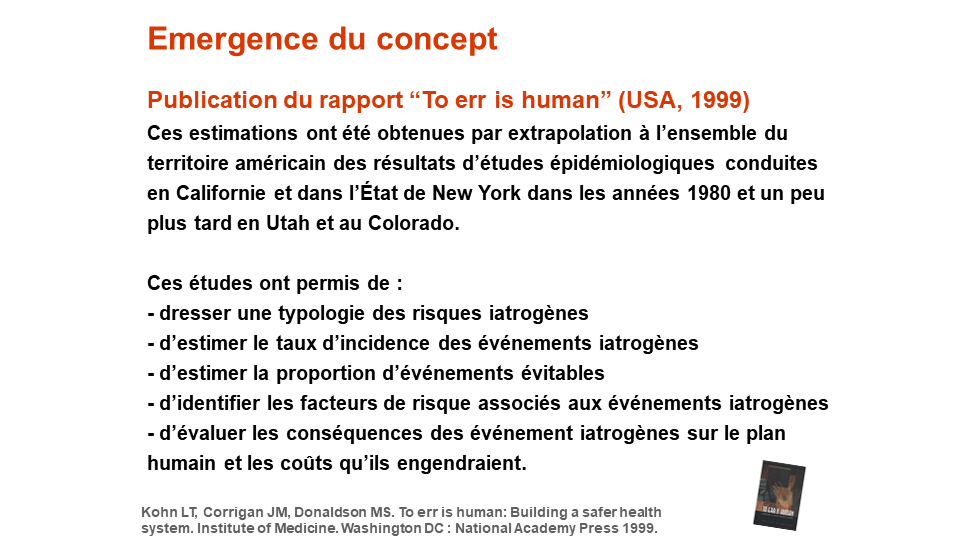 Emergence du concept
Publication du rapport “To err is human” (USA, 1999)
Ces estimations ont été obtenues par extrapolation à l’ensemble du
territoire américain des résultats d’études épidémiologiques conduites
en Californie et dans l’État de New York dans les années 1980 et un peu
plus tard en Utah et au Colorado.
Ces études ont permis de :
- dresser une typologie des risques iatrogènes
- d’estimer le taux d’incidence des événements iatrogènes
- d’estimer la proportion d’événements évitables
- d’identifier les facteurs de risque associés aux événements iatrogènes
- d’évaluer les conséquences des événement iatrogènes sur le plan
humain et les coûts qu’ils engendraient.
Kohn LT, Corrigan JM, Donaldson MS. To err is human: Building a safer health
system. Institute of Medicine. Washington DC : National Academy Press 1999.